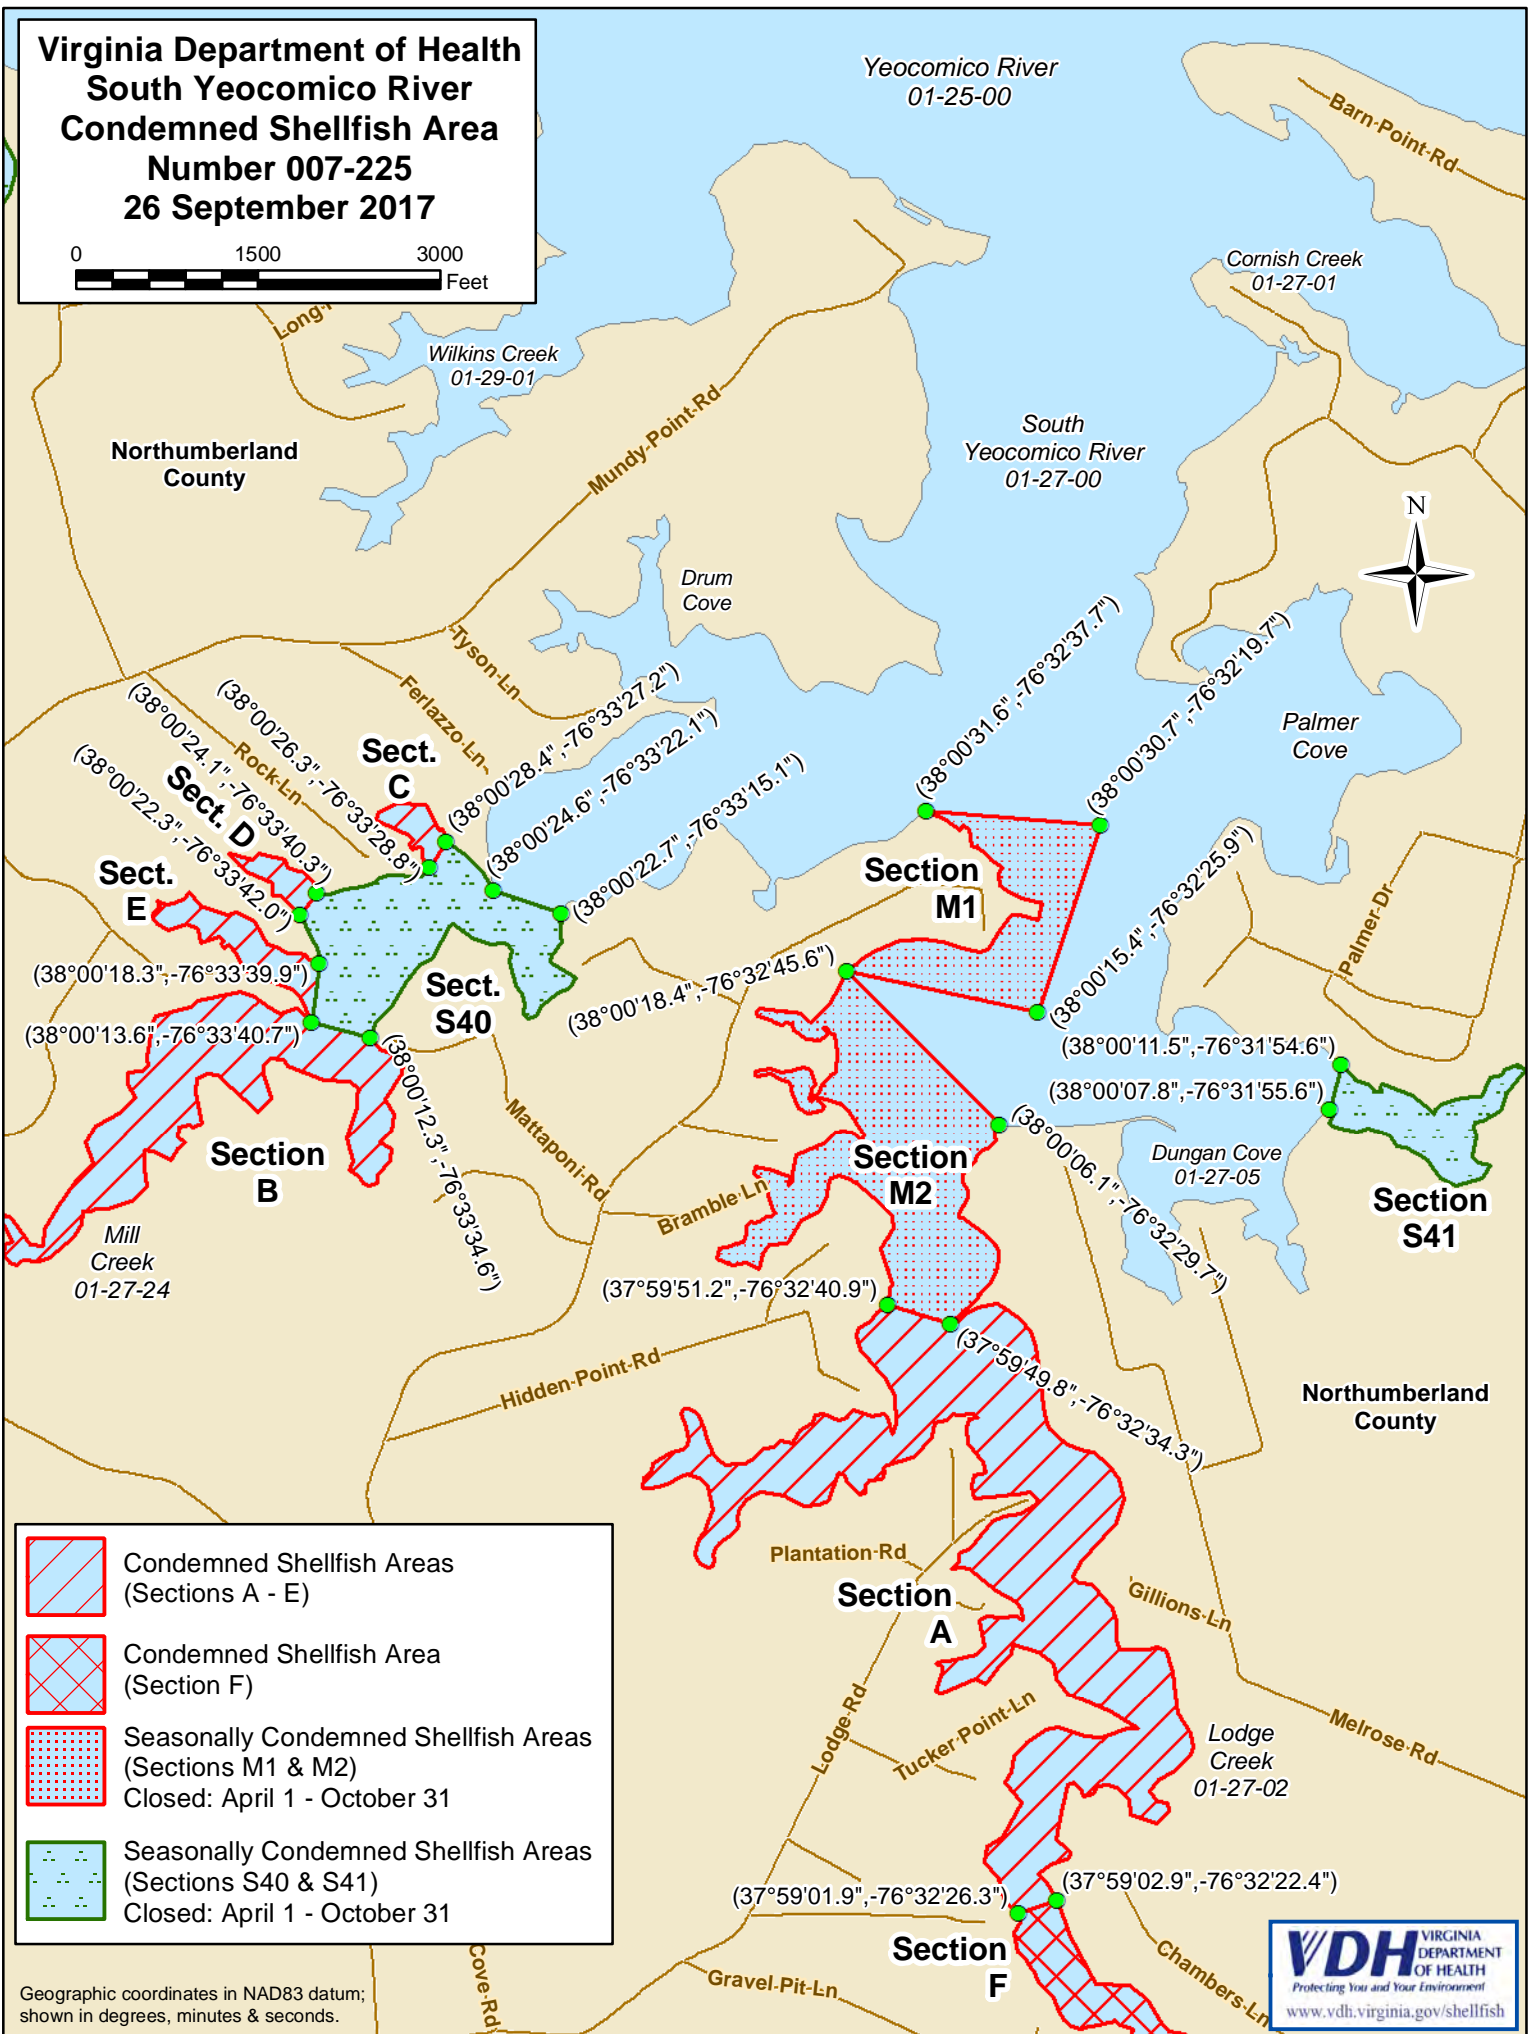 Virginia Department of Health
South Yeocomico River
Condemned Shellfish Area
Number 007-225
26 September 2017
0 1500 3000
Feet
Yeocomico River
01-25-00
Barn-Point-Rd
Cornish Creek
01-27-01
Wilkins Creek
01-29-01
Northumberland
County
Mundy-Point-Rd
South
Yeocomico River
01-27-00
N
Drum
Cove
Tyson-Ln
Ferlazzo-Ln
Rock-Ln
Palmer
Cove
(38°00'24.1",-76°33'40.3")
(38°00'26.3",-76°33'28.8")
(38°00'28.4",-76°33'27.2")
(38°00'24.6",-76°33'22.1")
(38°00'22.7",-76°33'15.1")
(38°00'31.6",-76°32'37.7")
(38°00'30.7",-76°32'19.7")
(38°00'22.3",-76°33'42.0")
Sect.
C
Sect. D
Sect.
E
Section
M1
(38°00'15.4",-76°32'25.9")
Palmer-Dr
(38°00'18.3",-76°33'39.9")
Sect.
S40
(38°00'18.4",-76°32'45.6")
(38°00'13.6",-76°33'40.7")
(38°00'12.3",-76°33'34.6")
(38°00'11.5",-76°31'54.6")
(38°00'07.8",-76°31'55.6")
(38°00'06.1",-76°32'29.7")
Mattaponi-Rd
Section
B
Bramble-Ln
Section
M2
Dungan Cove
01-27-05
Section
S41
Mill
Creek
01-27-24
(37°59'51.2",-76°32'40.9")
(37°59'49.8",-76°32'34.3")
Hidden-Point-Rd
Northumberland
County
Condemned Shellfish Areas
(Sections A - E)
Condemned Shellfish Area
(Section F)
Seasonally Condemned Shellfish Areas
(Sections M1 & M2)
Closed: April 1 - October 31
Seasonally Condemned Shellfish Areas
(Sections S40 & S41)
Closed: April 1 - October 31
Plantation-Rd
Section
A
Gillions-Ln
Lodge-Rd
Tucker-Point-Ln
Lodge
Creek
01-27-02
Melrose-Rd
(37°59'01.9",-76°32'26.3")
(37°59'02.9",-76°32'22.4")
Section
F
Cove-Rd
Gravel-Pit-Ln
Chambers-Ln
Geographic coordinates in NAD83 datum;
shown in degrees, minutes & seconds.
VDH VIRGINIA
DEPARTMENT
OF HEALTH
Protecting You and Your Environment
www.vdh.virginia.gov/shellfish